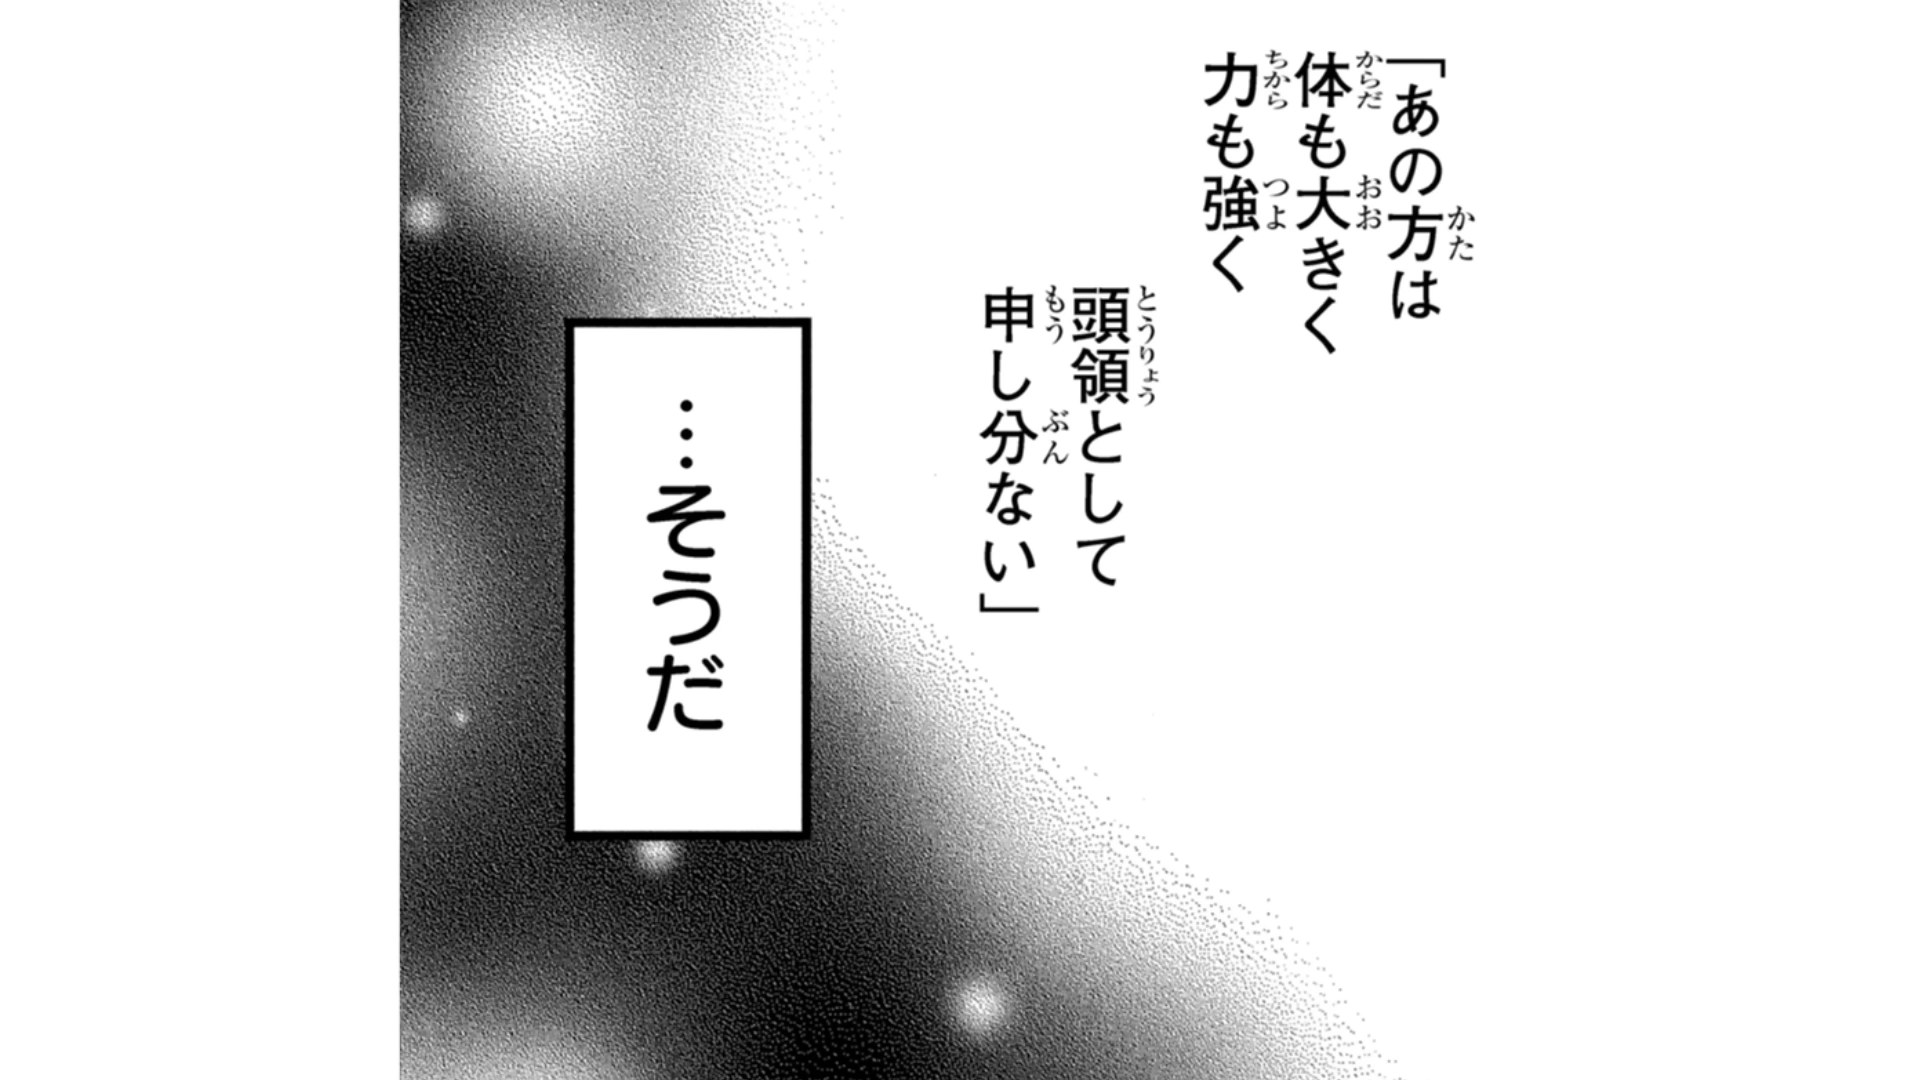 「あの方は
体も大きく
力も強く
頭領として
申し分ない」
…そうだ